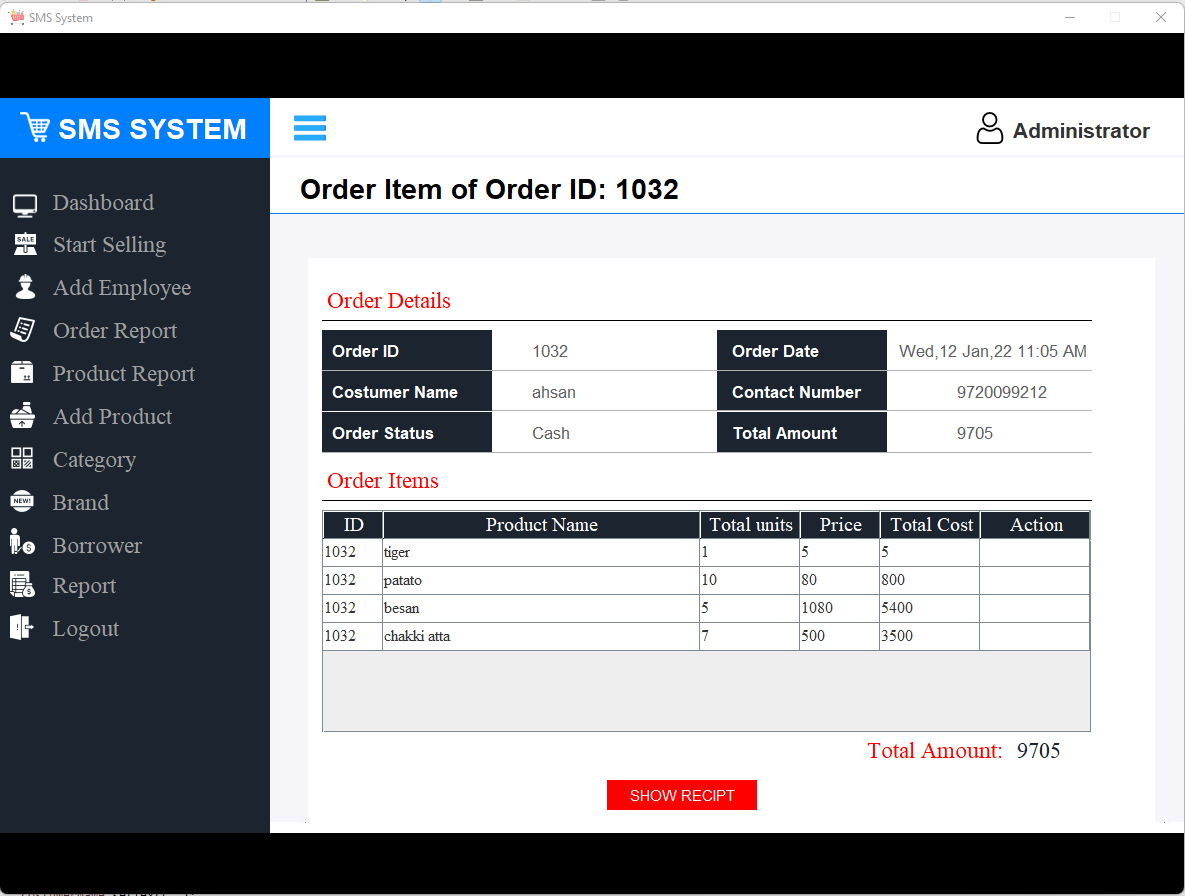 SMS System
SMS SYSTEM
Administrator
Order Item of Order ID: 1032
Dashboard
SALE
Start Selling
Add Employee
Order Report
Product Report
Add Product
Category
NEW!
Brand
Borrower
Report
Logout
Order Details
Order ID 1032 Order Date Wed,12 Jan,22 11:05 AM
Costumer Name ahsan Contact Number 9720099212
Order Status Cash Total Amount 9705
Order Items
ID Product Name Total units Price Total Cost Action
1032 tiger 1 5 5
1032 patato 10 80 800
1032 besan 5 1080 5400
1032 chakki atta 7 500 3500
Total Amount: 9705
SHOW RECIPT